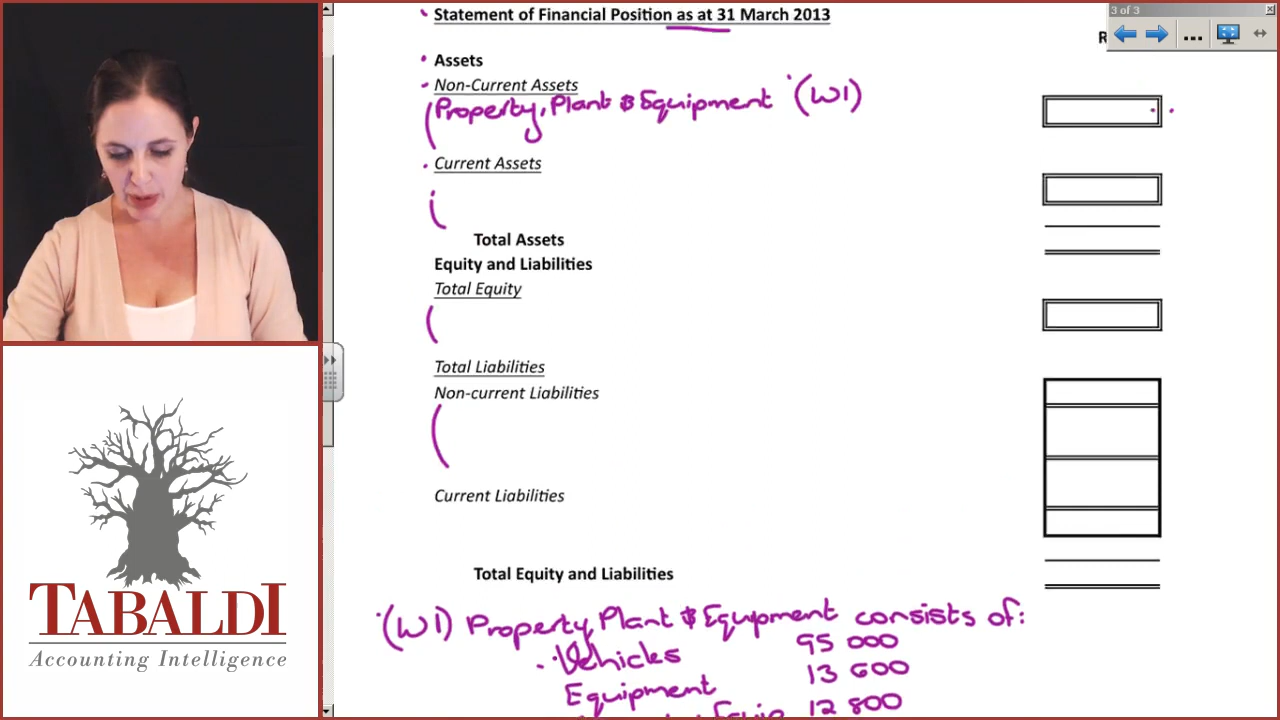 3 of 3
Statement of Financial Position as at 31 March 2013
R
Assets
Non-Current Assets
Property, Plant & Equipment (W1)
Current Assets
Total Assets
Equity and Liabilities
Total Equity
Total Liabilities
Non-current Liabilities
Current Liabilities
Total Equity and Liabilities
(W1) Property Plant & Equipment consists of:
Vehicles 95 000
Equipment 13 600
Equip 12 800
TABALDI
Accounting Intelligence